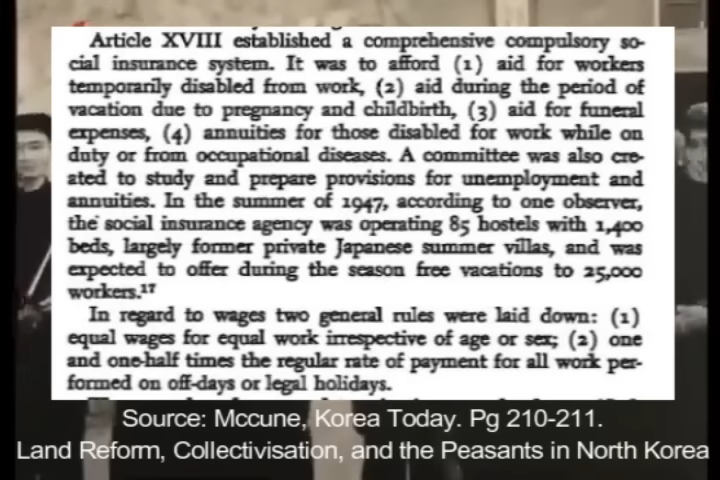 Article XVIII established a comprehensive compulsory so-
cial insurance system. It was to afford (1) aid for workers
temporarily disabled from work, (2) aid during the period of
vacation due to pregnancy and childbirth, (3) aid for funeral
expenses, (4) annuities for those disabled for work while on
duty or from occupational diseases. A committee was also cre-
ated to study and prepare provisions for unemployment and
annuities. In the summer of 1947, according to one observer,
the social insurance agency was operating 85 hostels with 1,400
beds, largely former private Japanese summer villas, and was
expected to offer during the season free vacations to 25,000
workers.17
In regard to wages two general rules were laid down: (1)
equal wages for equal work irrespective of age or sex; (2) one
and one-half times the regular rate of payment for all work per-
formed on off-days or legal holidays.
Source: Mccune, Korea Today. Pg 210-211.
Land Reform, Collectivisation, and the Peasants in North Korea